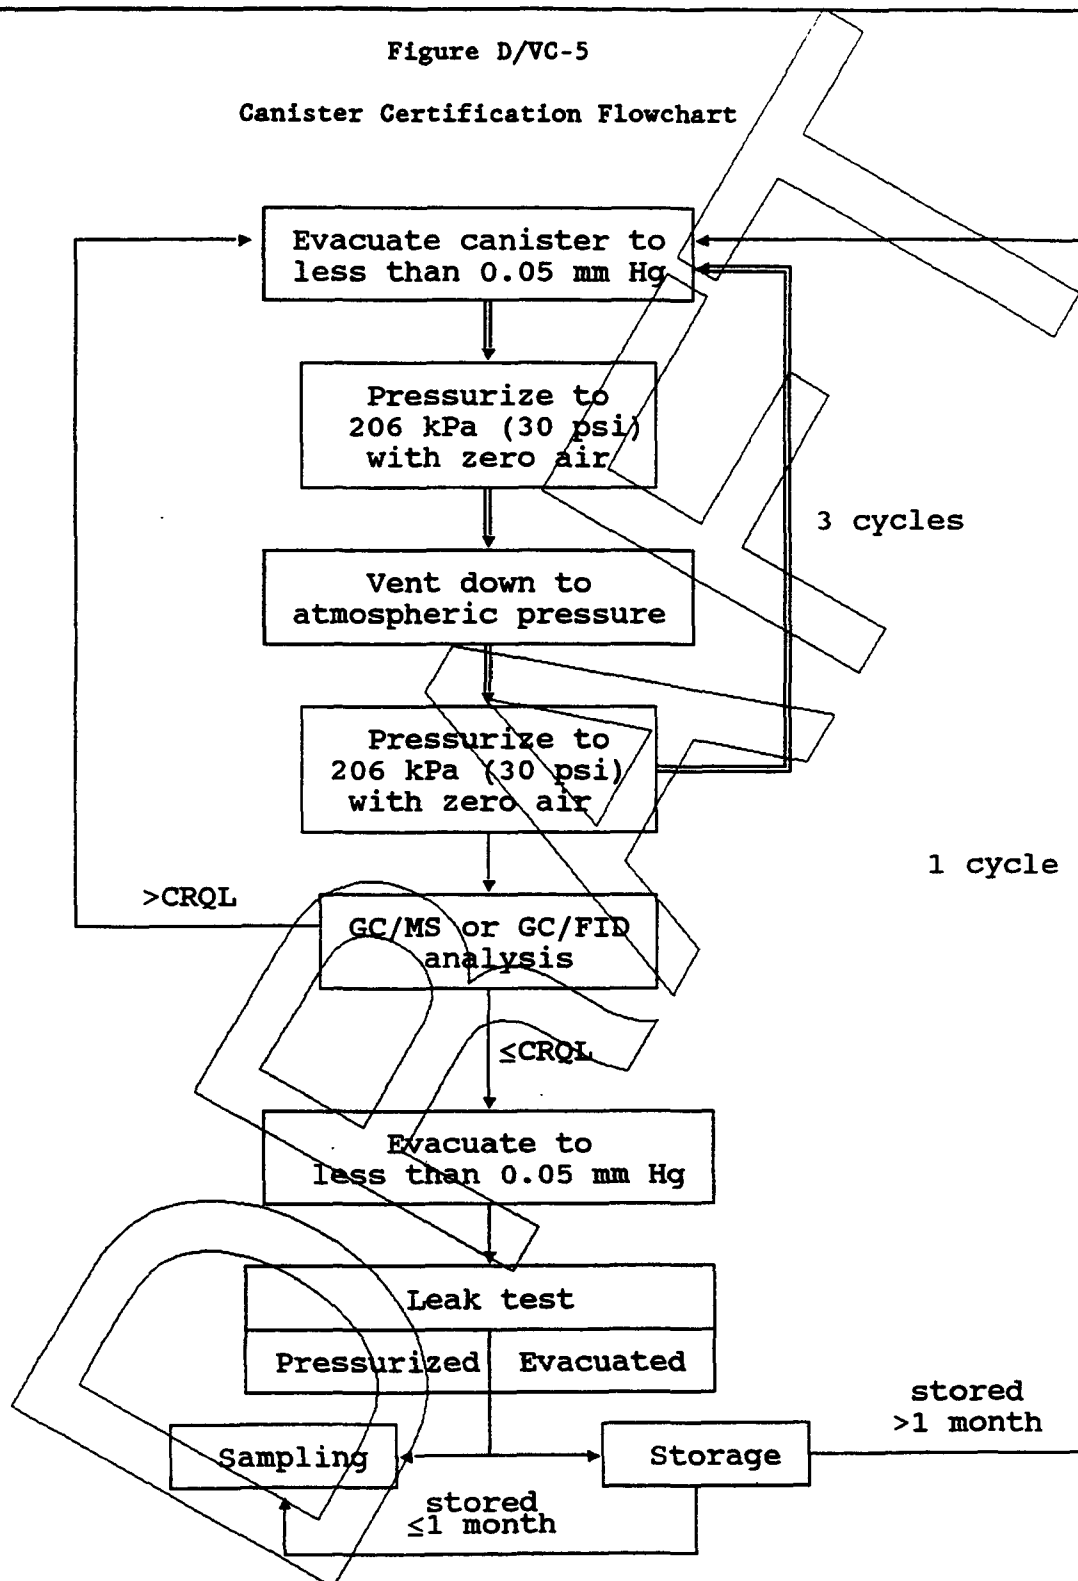 Figure D/VC-5
Canister Certification Flowchart
Evacuate canister to
less than 0.05 mm Hg
Pressurize to
206 kPa (30 psi)
with zero air
3 cycles
Vent down to
atmospheric pressure
Pressurize to
206 kPa (30 psi)
with zero air
1 cycle
>CRQL
GC/MS or GC/FID
analysis
≤CRQL
Evacuate to
less than 0.05 mm Hg
Leak test
Pressurized
Evacuated
stored
>1 month
Sampling
Storage
stored
≤1 month
DRAFT